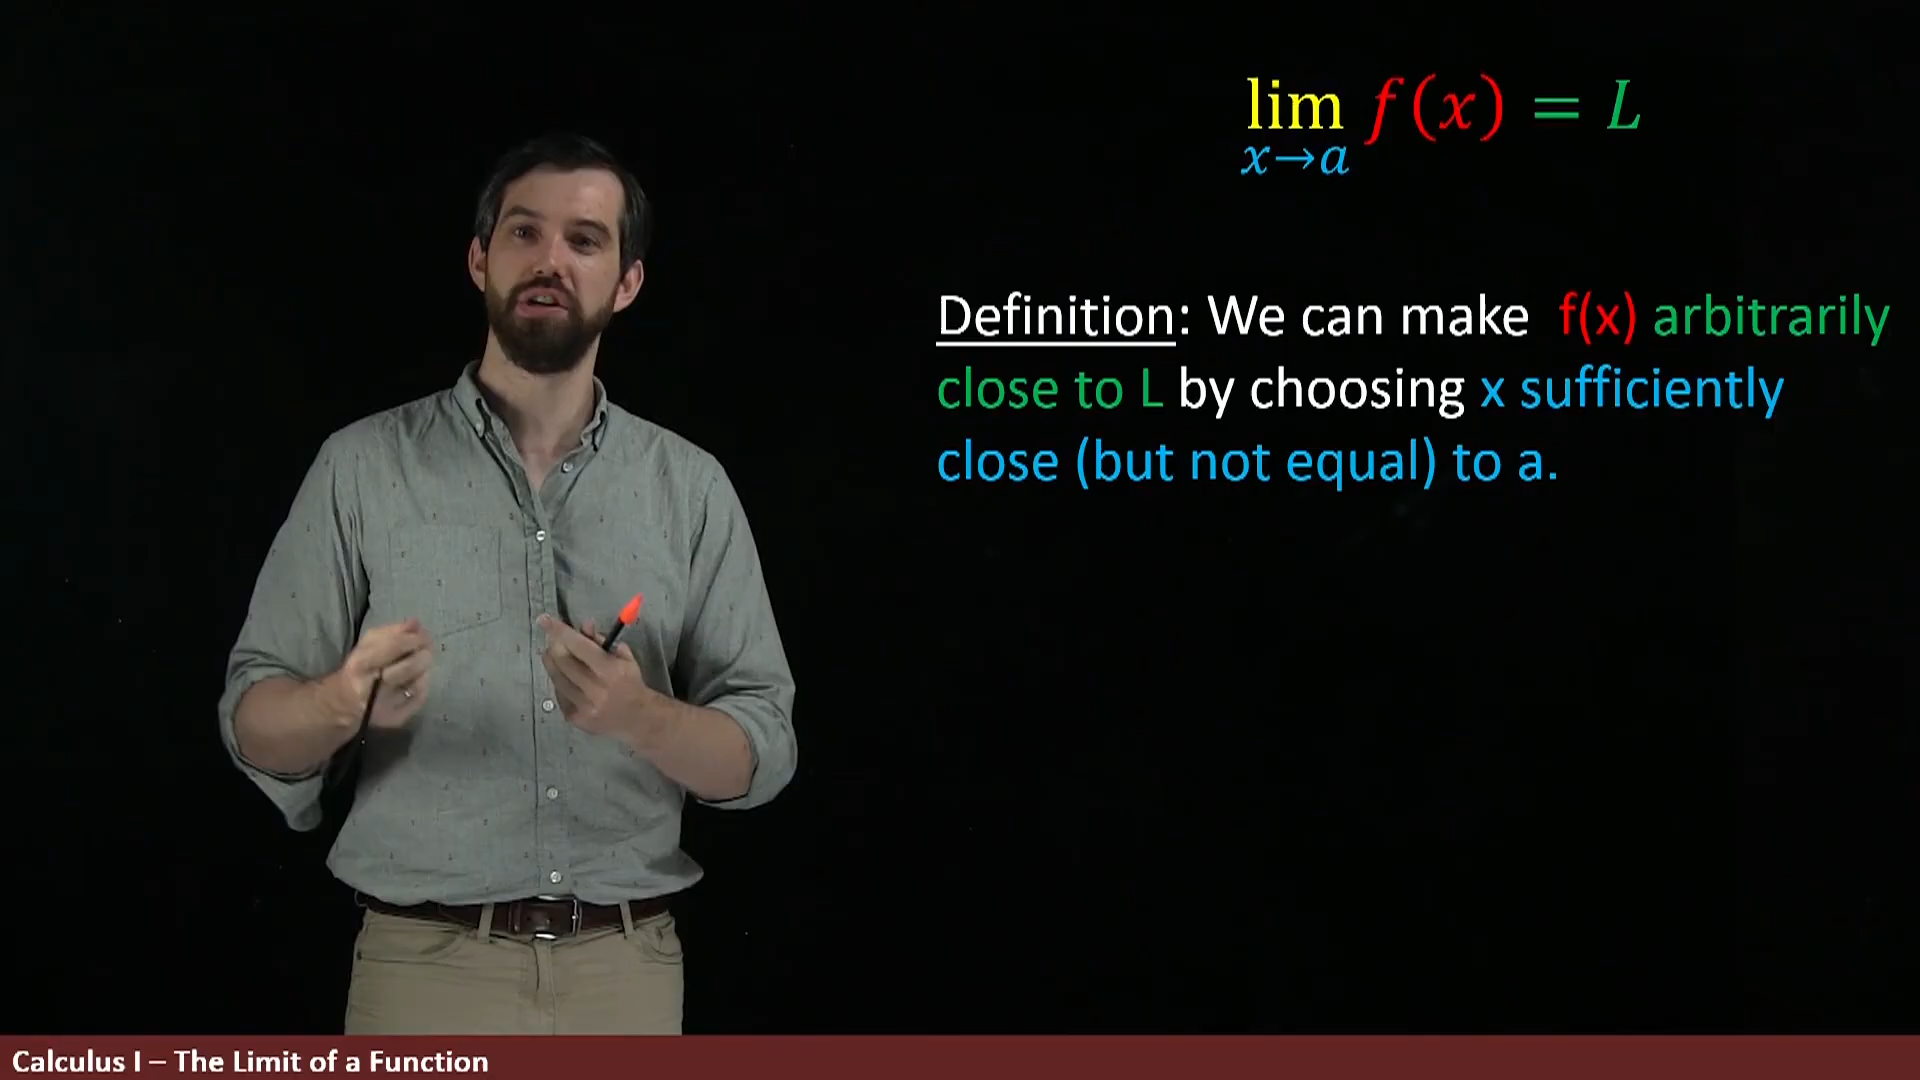 lim f(x) = L
x→a
Definition: We can make f(x) arbitrarily
close to L by choosing x sufficiently
close (but not equal) to a.
Calculus I – The Limit of a Function